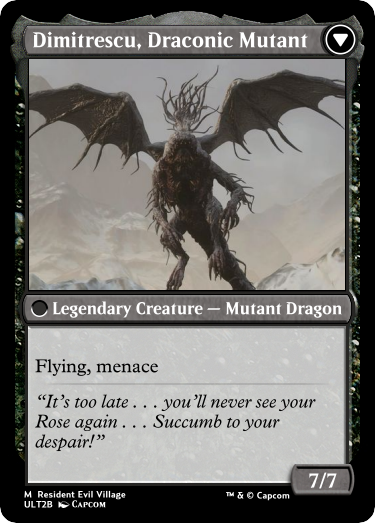 Dimitrescu, Draconic Mutant
Legendary Creature — Mutant Dragon
Flying, menace
“It’s too late . . . you’ll never see your
Rose again . . . Succumb to your
despair!”
7/7
M Resident Evil Village
ULT2B CAPCOM
™ & © Capcom